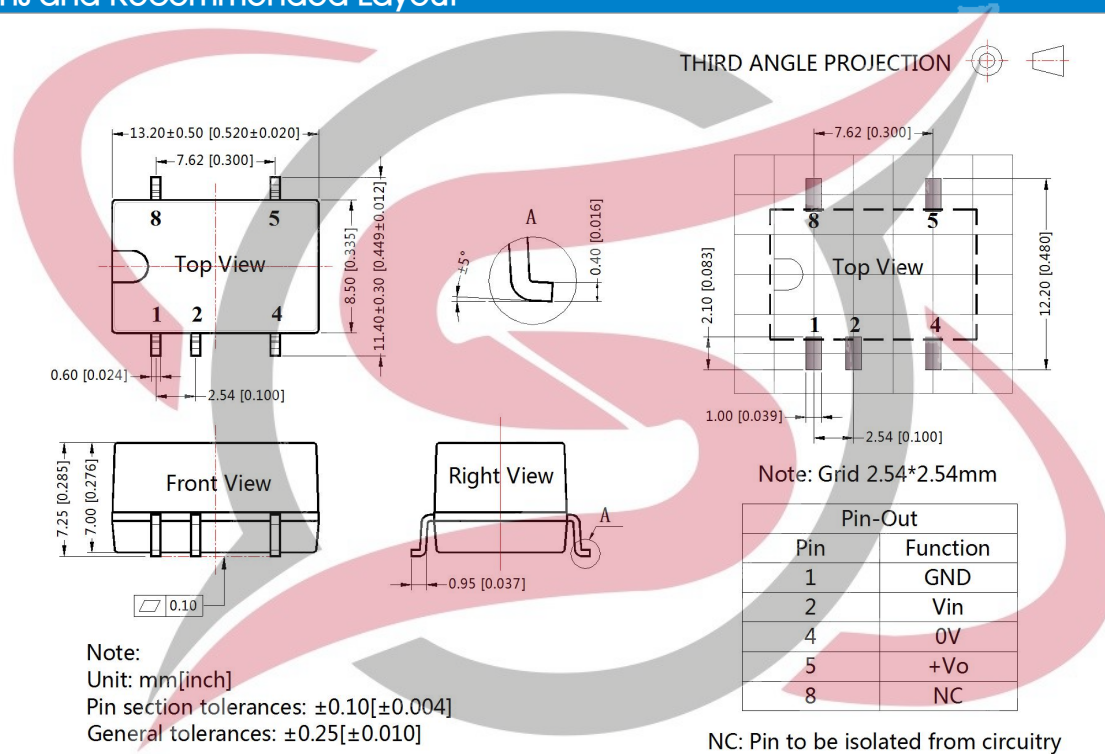 ns and Recommended Layout
THIRD ANGLE PROJECTION
13.20±0.50 [0.520±0.020]
7.62 [0.300]
8
5
Top View
1 2 4
8.50 [0.335]
11.40±0.30 [0.449±0.012]
0.60 [0.024]
2.54 [0.100]
A
±5°
0.40 [0.016]
7.62 [0.300]
8
5
Top View
1 2 4
2.10 [0.083]
12.20 [0.480]
1.00 [0.039]
2.54 [0.100]
Note: Grid 2.54*2.54mm
7.25 [0.285]
7.00 [0.276]
Front View
0.10
Right View
A
0.95 [0.037]
Pin-Out
Pin Function
1 GND
2 Vin
4 0V
5 +Vo
8 NC
Note:
Unit: mm[inch]
Pin section tolerances: ±0.10[±0.004]
General tolerances: ±0.25[±0.010]
NC: Pin to be isolated from circuitry